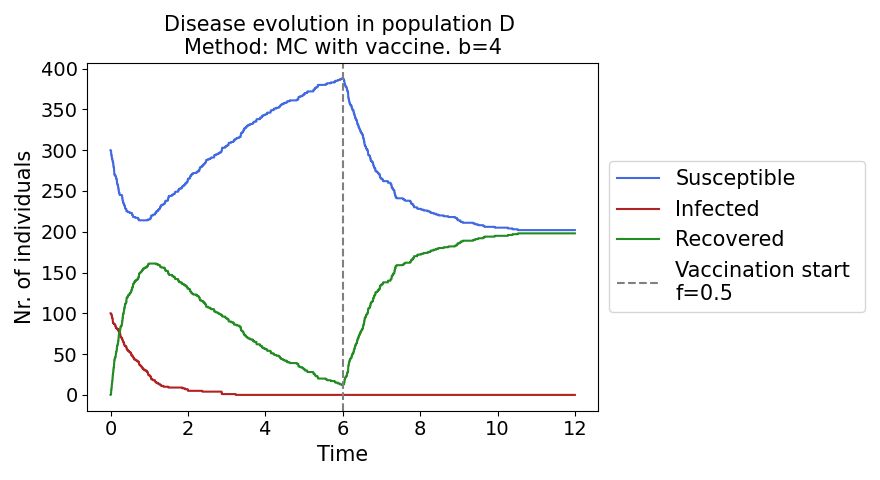 Disease evolution in population D
Method: MC with vaccine. b=4
400
350
300
250
200
150
100
50
0
Nr. of individuals
0 2 4 6 8 10 12
Time
Susceptible
Infected
Recovered
Vaccination start
f=0.5